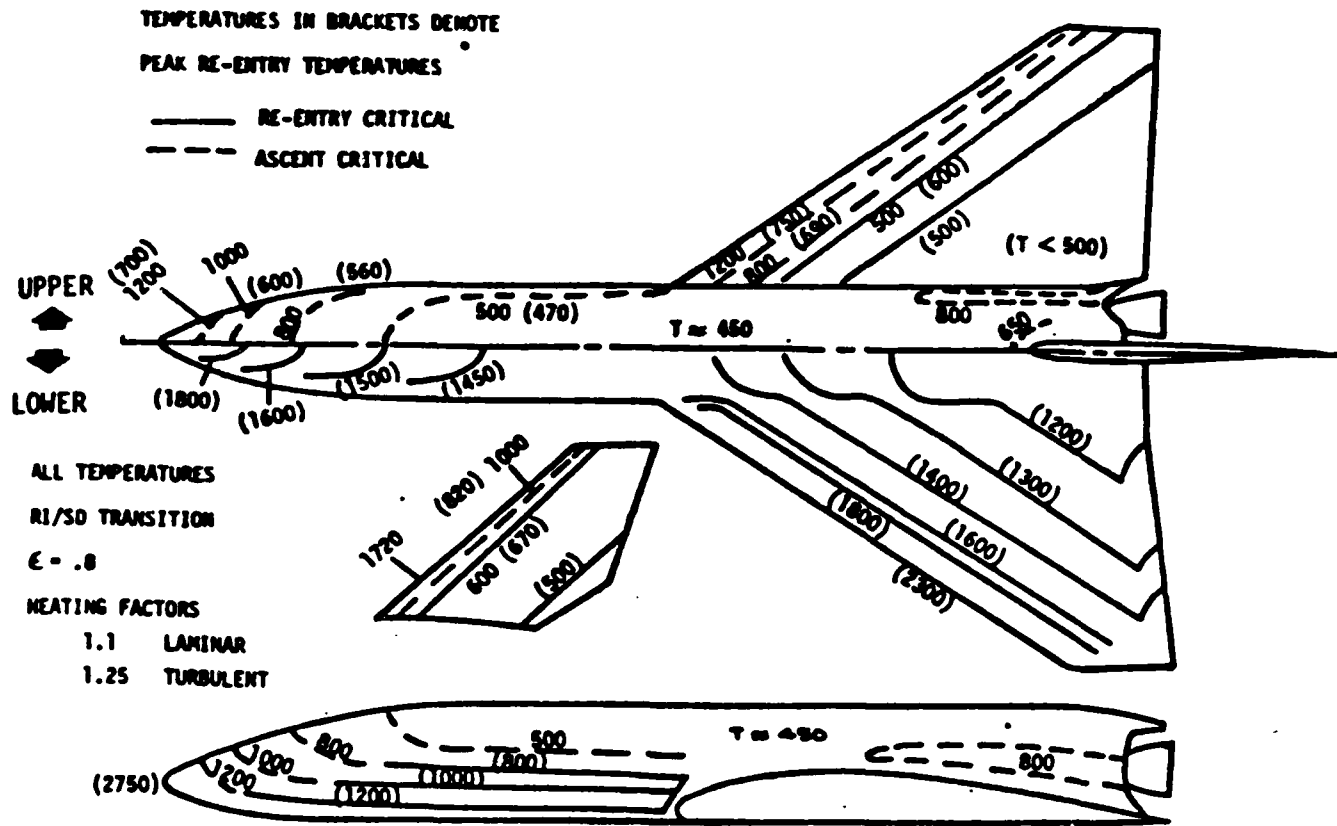 TEMPERATURES IN BRACKETS DENOTE
PEAK RE-ENTRY TEMPERATURES
RE-ENTRY CRITICAL
ASCENT CRITICAL
UPPER
LOWER
(700)
1200
1000
(600)
(560)
800
500 (470)
T ≈ 450
1200 (750)
800 (690)
500 (600)
(500)
(T < 500)
800
650
(1800)
(1600)
(1500)
(1450)
(1200)
(1300)
(1400)
(1600)
(1800)
(2300)
ALL TEMPERATURES
RI/SD TRANSITION
ϵ = .8
HEATING FACTORS
1.1 LAMINAR
1.25 TURBULENT
1720
(820) 1000
600 (670)
(500)
(2750)
1200
1000
800
500
(800)
(1000)
(1200)
T ≈ 450
800